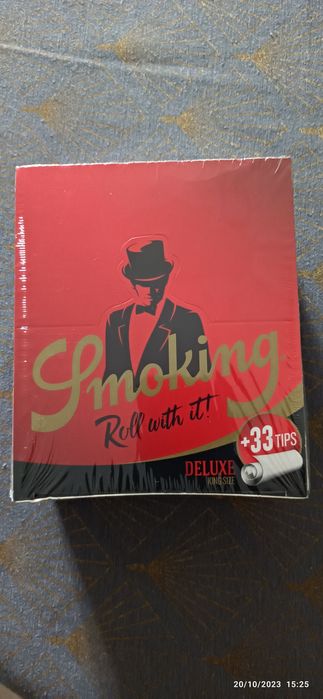 Smoking
Roll with it!
+33 TIPS
DELUXE
KING SIZE
20/10/2023 15:25